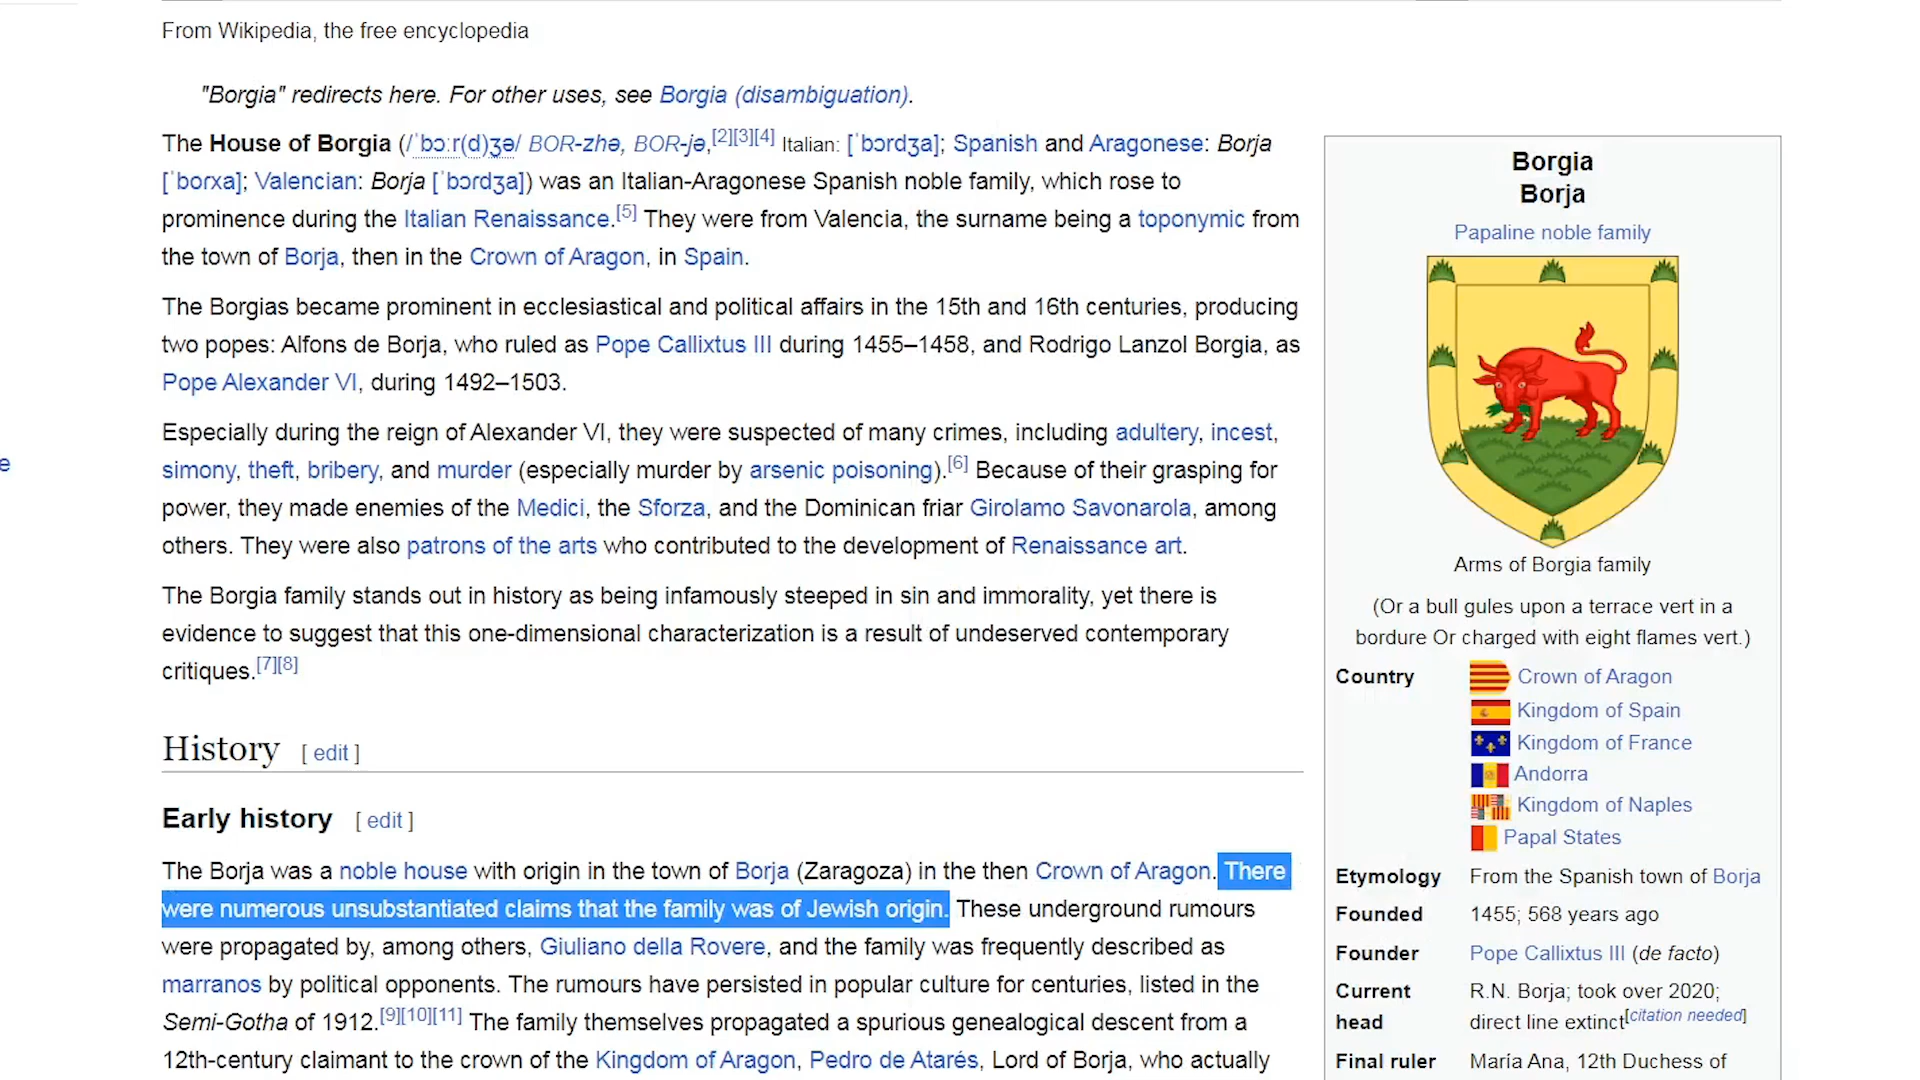 From Wikipedia, the free encyclopedia
"Borgia" redirects here. For other uses, see Borgia (disambiguation).
The House of Borgia (/ˈbɔːr(d)ʒə/ BOR-zhə, BOR-jə,[2][3][4] Italian: [ˈbɔrdʒa]; Spanish and Aragonese: Borja
[ˈboɾxa]; Valencian: Borja [ˈbɔɾdʒa]) was an Italian-Aragonese Spanish noble family, which rose to
prominence during the Italian Renaissance.[5] They were from Valencia, the surname being a toponymic from
the town of Borja, then in the Crown of Aragon, in Spain.
The Borgias became prominent in ecclesiastical and political affairs in the 15th and 16th centuries, producing
two popes: Alfons de Borja, who ruled as Pope Callixtus III during 1455–1458, and Rodrigo Lanzol Borgia, as
Pope Alexander VI, during 1492–1503.
Especially during the reign of Alexander VI, they were suspected of many crimes, including adultery, incest,
simony, theft, bribery, and murder (especially murder by arsenic poisoning).[6] Because of their grasping for
power, they made enemies of the Medici, the Sforza, and the Dominican friar Girolamo Savonarola, among
others. They were also patrons of the arts who contributed to the development of Renaissance art.
The Borgia family stands out in history as being infamously steeped in sin and immorality, yet there is
evidence to suggest that this one-dimensional characterization is a result of undeserved contemporary
critiques.[7][8]
History [ edit ]
Early history [ edit ]
The Borja was a noble house with origin in the town of Borja (Zaragoza) in the then Crown of Aragon. There
were numerous unsubstantiated claims that the family was of Jewish origin. These underground rumours
were propagated by, among others, Giuliano della Rovere, and the family was frequently described as
marranos by political opponents. The rumours have persisted in popular culture for centuries, listed in the
Semi-Gotha of 1912.[9][10][11] The family themselves propagated a spurious genealogical descent from a
12th-century claimant to the crown of the Kingdom of Aragon, Pedro de Atarés, Lord of Borja, who actually
e
Borgia
Borja
Papaline noble family
Arms of Borgia family
(Or a bull gules upon a terrace vert in a
bordure Or charged with eight flames vert.)
Country Crown of Aragon
Kingdom of Spain
Kingdom of France
Andorra
Kingdom of Naples
Papal States
Etymology From the Spanish town of Borja
Founded 1455; 568 years ago
Founder Pope Callixtus III (de facto)
Current head R.N. Borja; took over 2020;
direct line extinct[citation needed]
Final ruler María Ana, 12th Duchess of